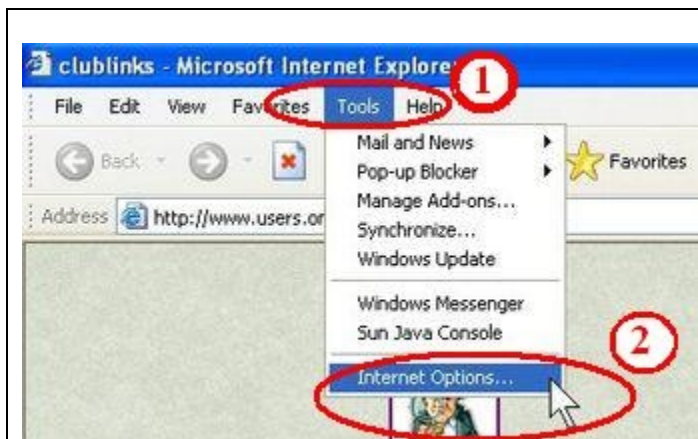 clublinks - Microsoft Internet Explore
1
File Edit View Favorites Tools Help
Mail and News
Back Pop-up Blocker Favorites
Manage Add-ons...
Address http://www.users.or Synchronize...
Windows Update
Windows Messenger
Sun Java Console
2
Internet Options...